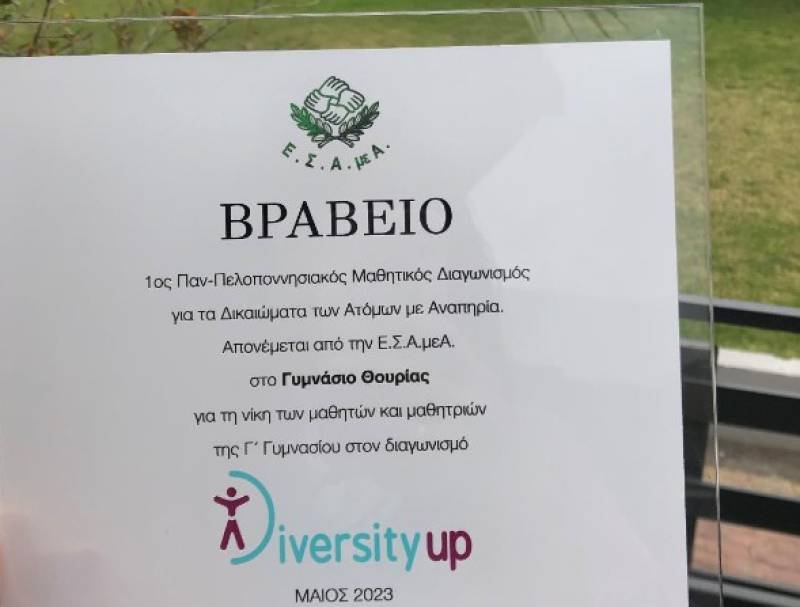 Ε.Σ.Α.μεΑ.
ΒΡΑΒΕΙΟ
1ος Παν-Πελοποννησιακός Μαθητικός Διαγωνισμός
για τα Δικαιώματα των Ατόμων με Αναπηρία.
Απονέμεται από την Ε.Σ.Α.μεΑ.
στο Γυμνάσιο Θουρίας
για τη νίκη των μαθητών και μαθητριών
της Γ΄ Γυμνασίου στον διαγωνισμό
Diversity up
ΜΑΙΟΣ 2023